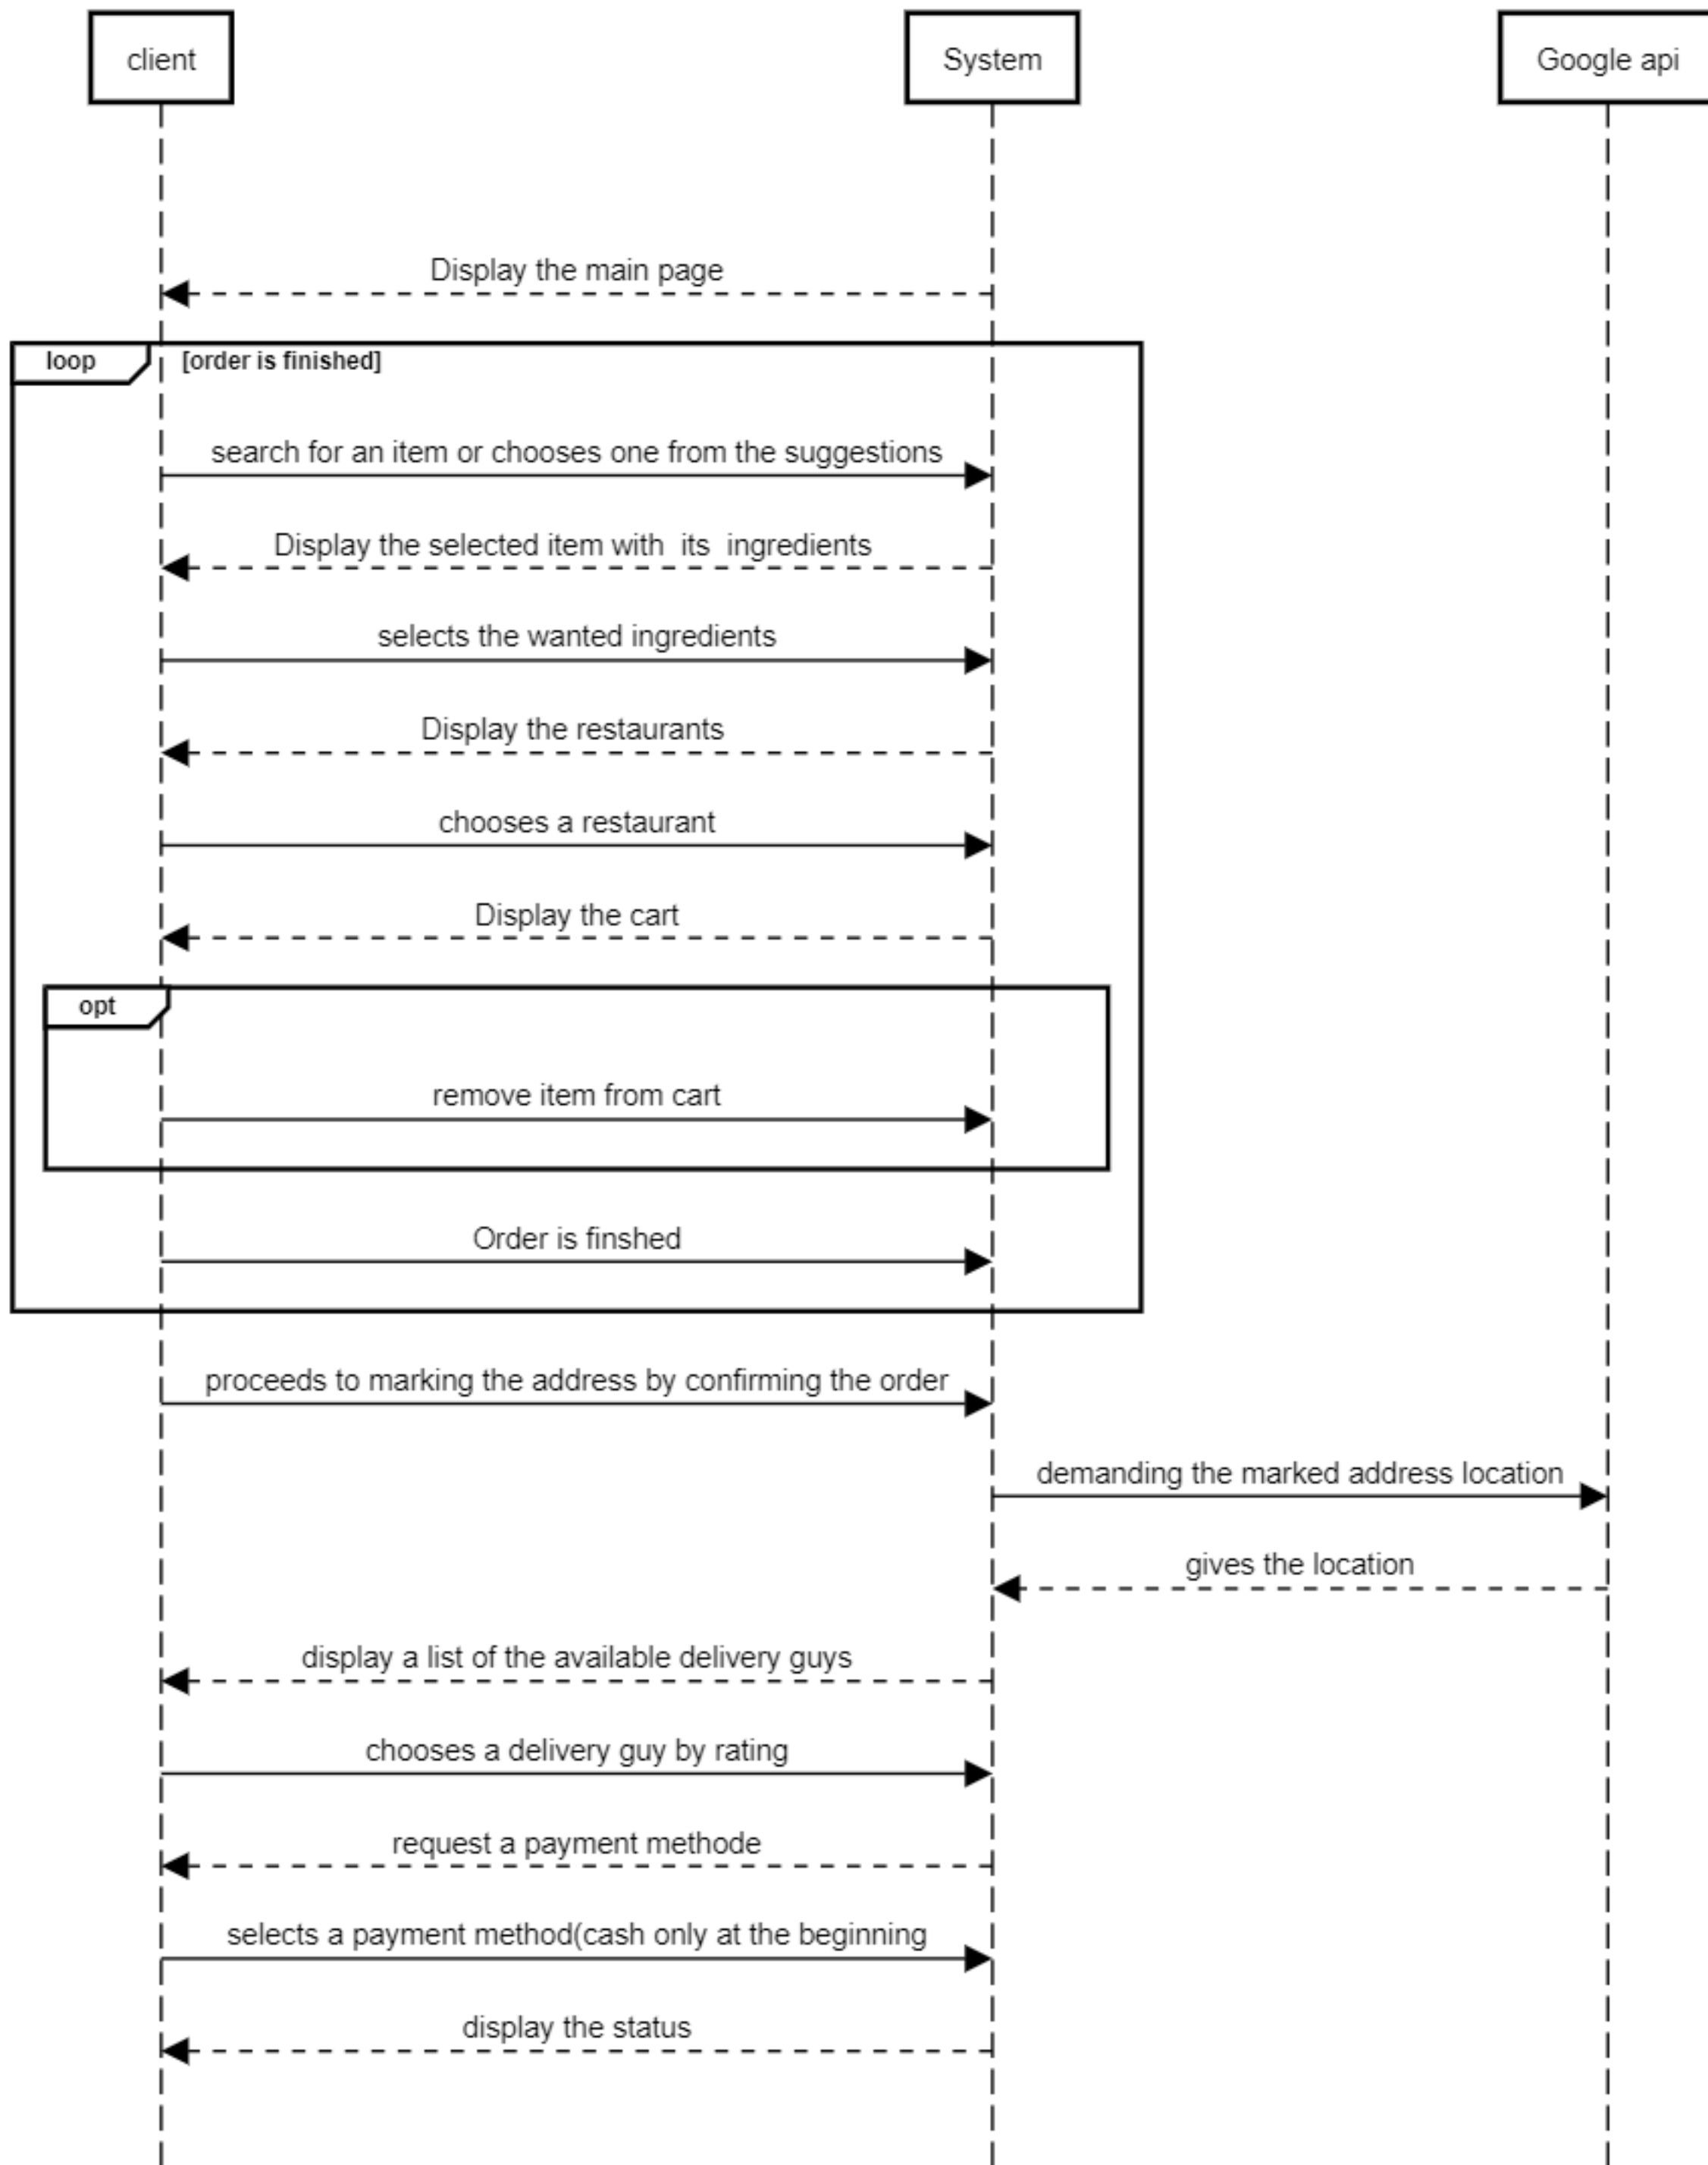 client
System
Google api
Display the main page
loop
[order is finished]
search for an item or chooses one from the suggestions
Display the selected item with  its  ingredients
selects the wanted ingredients
Display the restaurants
chooses a restaurant
Display the cart
opt
remove item from cart
Order is finshed
proceeds to marking the address by confirming the order
demanding the marked address location
gives the location
display a list of the available delivery guys
chooses a delivery guy by rating
request a payment methode
selects a payment method(cash only at the beginning
display the status